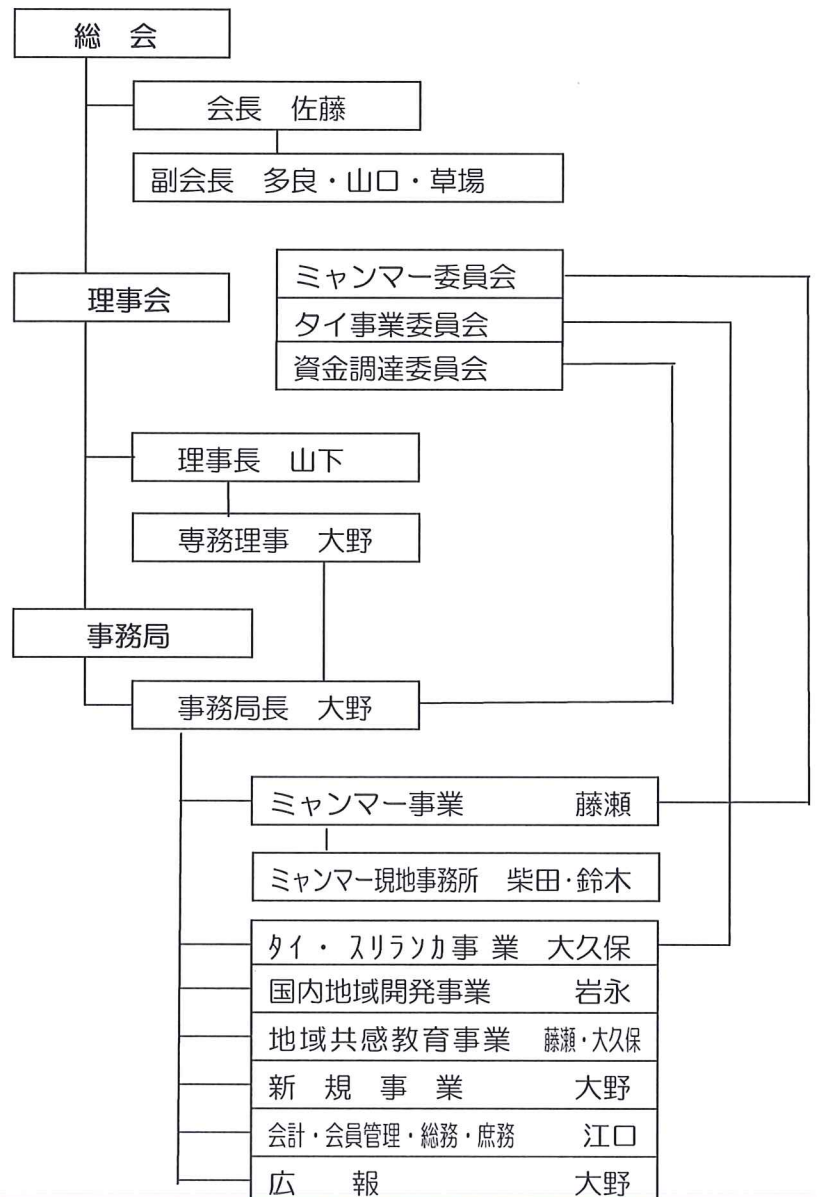 総　会
会長　佐藤
副会長　多良・山口・草場
理事会
ミャンマー委員会
タイ事業委員会
資金調達委員会
理事長　山下
専務理事　大野
事務局
事務局長　大野
ミャンマー事業　藤瀬
ミャンマー現地事務所　柴田・鈴木
タイ・スリランカ事業　大久保
国内地域開発事業　岩永
地域共感教育事業　藤瀬・大久保
新　規　事　業　大野
会計・会員管理・総務・庶務　江口
広　報　大野